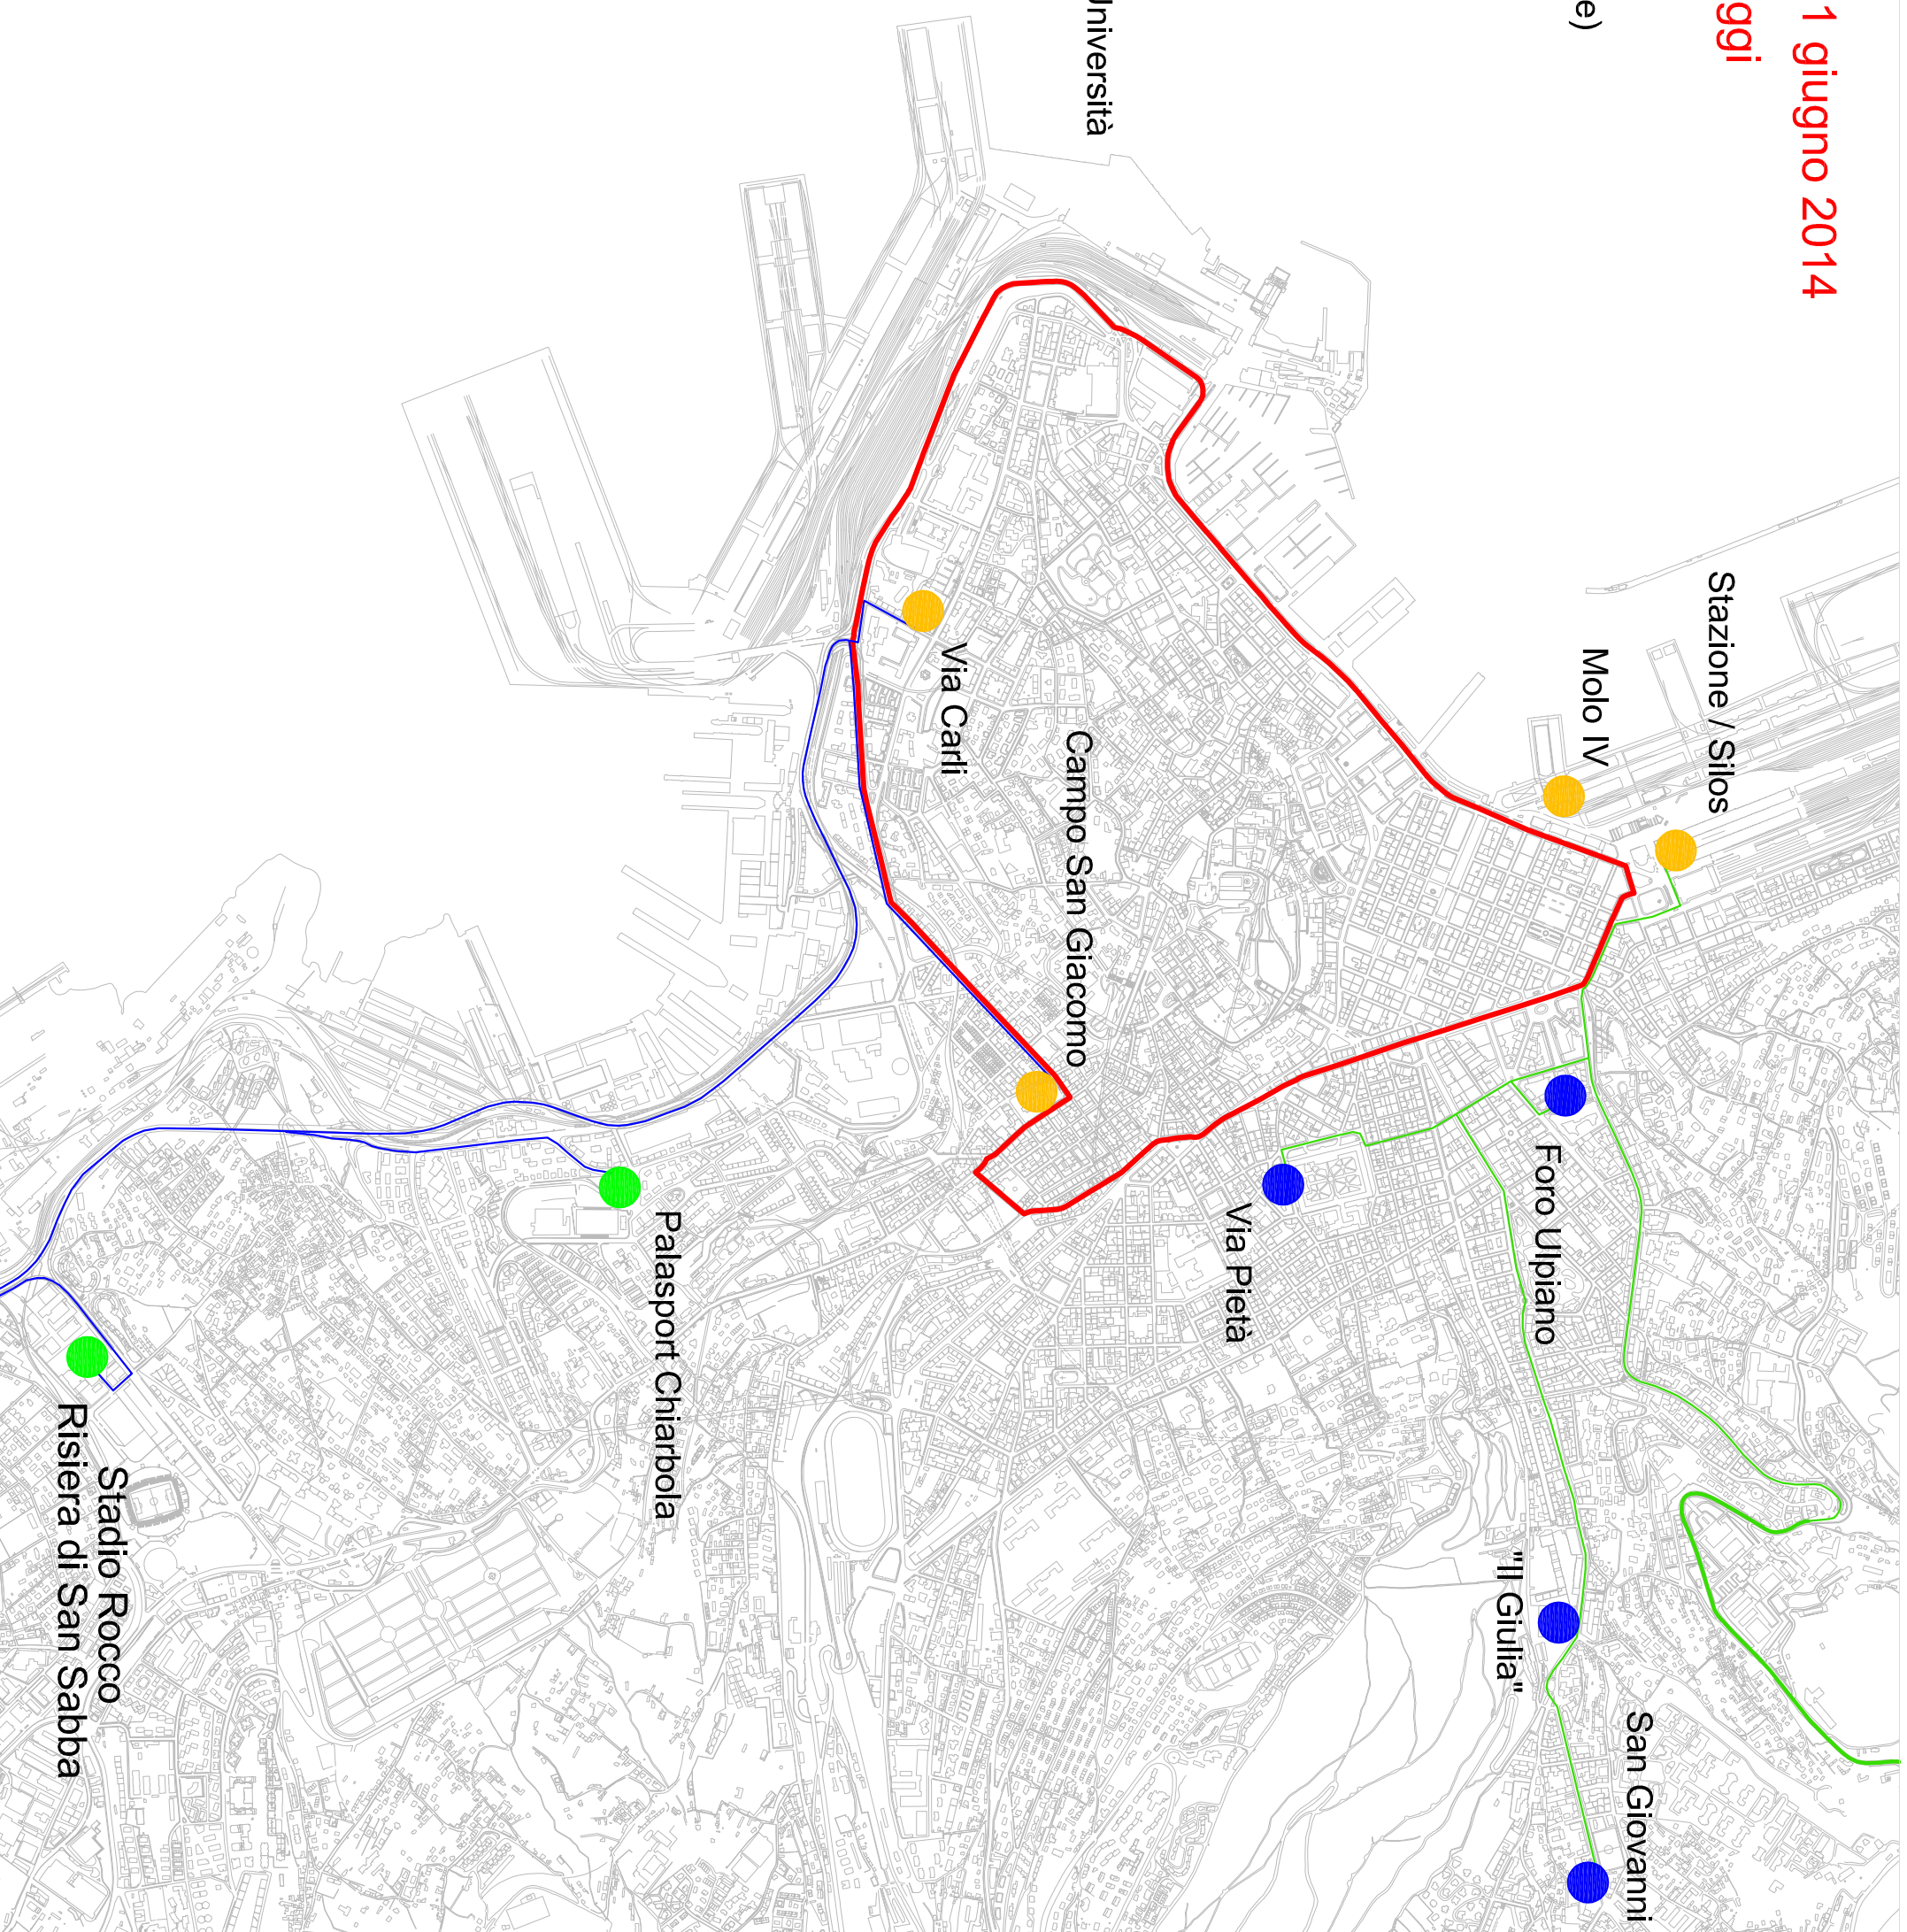 1 giugno 2014
ggi
e)
Università
Stazione / Silos
Molo IV
Via Carli
Campo San Giacomo
Foro Ulpiano
Via Pietà
Palasport Chiarbola
"Il Giulia"
San Giovanni
Stadio Rocco
Risiera di San Sabba